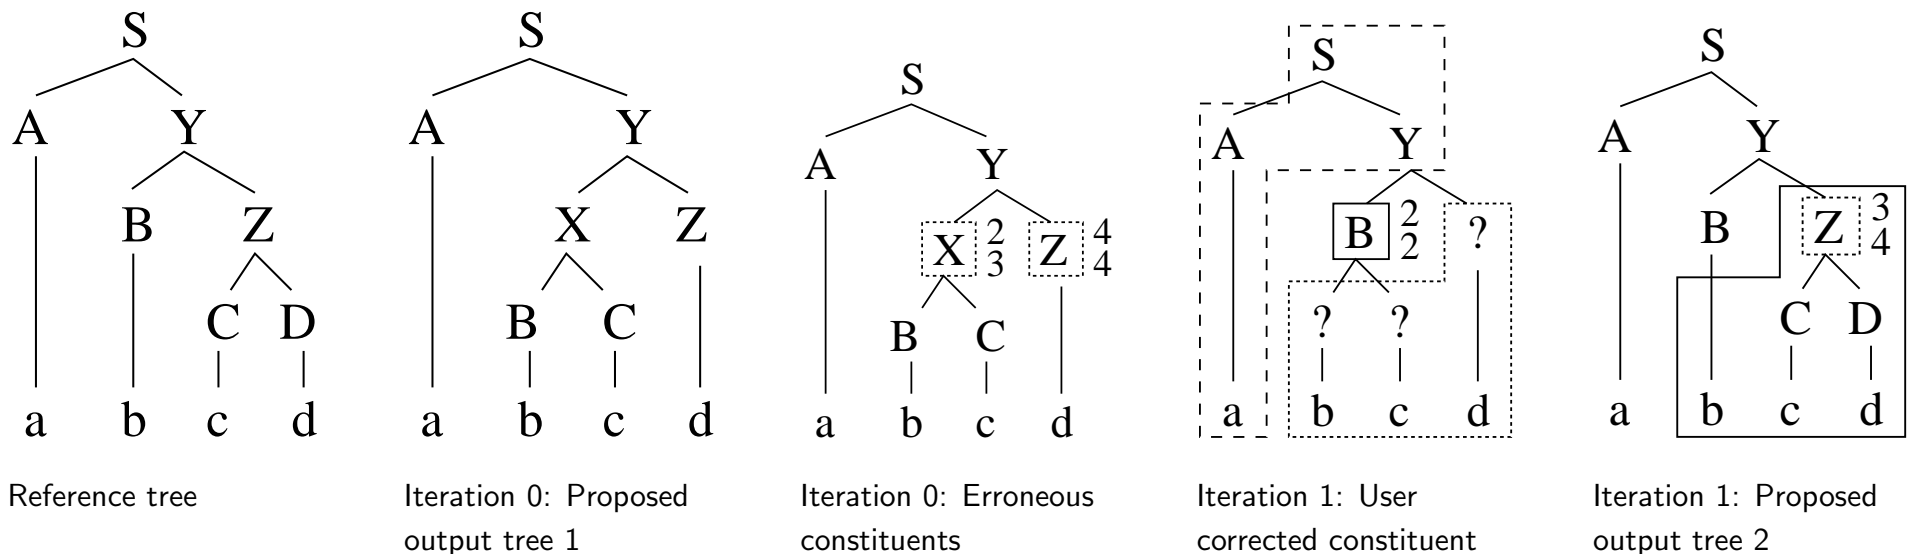 S
A Y
B Z
C D
a b c d
Reference tree
S
A Y
X Z
B C
a b c d
Iteration 0: Proposed
output tree 1
S
A Y
X 2 3 Z 4 4
B C
a b c d
Iteration 0: Erroneous
constituents
S
A Y
B 2 2 ?
? ?
a b c d
Iteration 1: User
corrected constituent
S
A Y
B Z 3 4
C D
a b c d
Iteration 1: Proposed
output tree 2